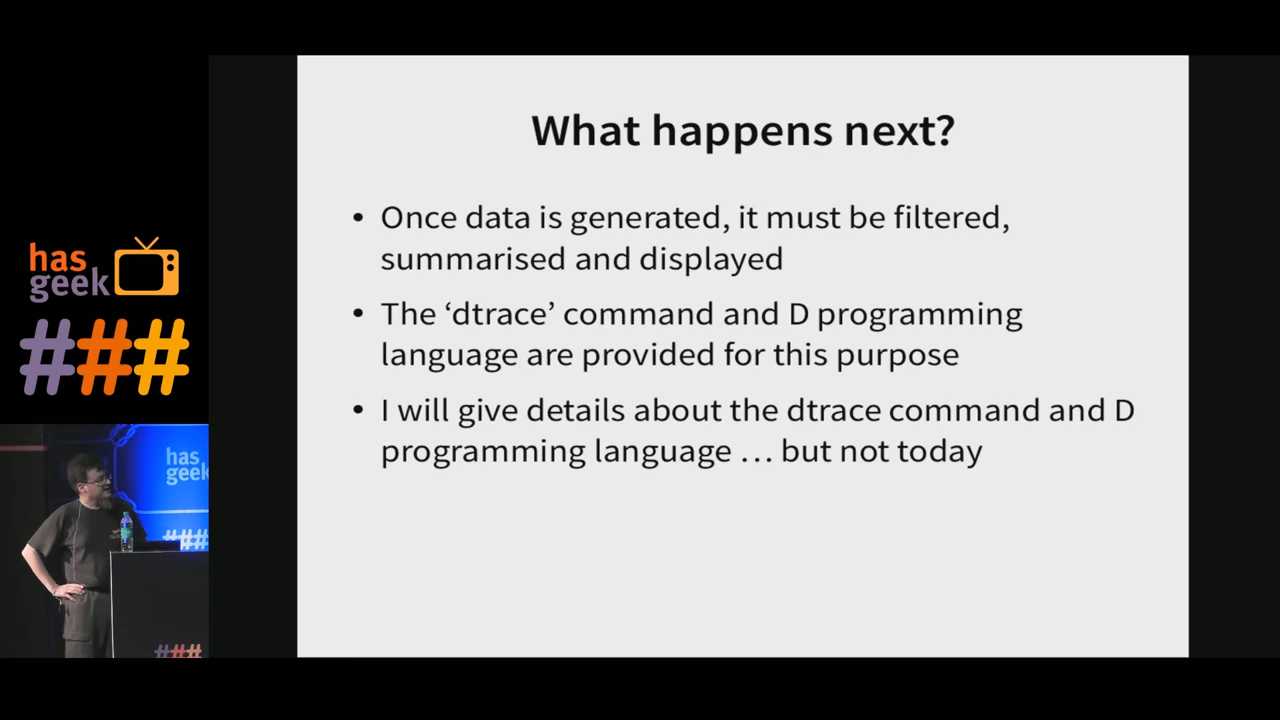 What happens next?
• Once data is generated, it must be filtered,
summarised and displayed
• The ‘dtrace’ command and D programming
language are provided for this purpose
• I will give details about the dtrace command and D
programming language … but not today
has
geek
###
has
geek
###
###